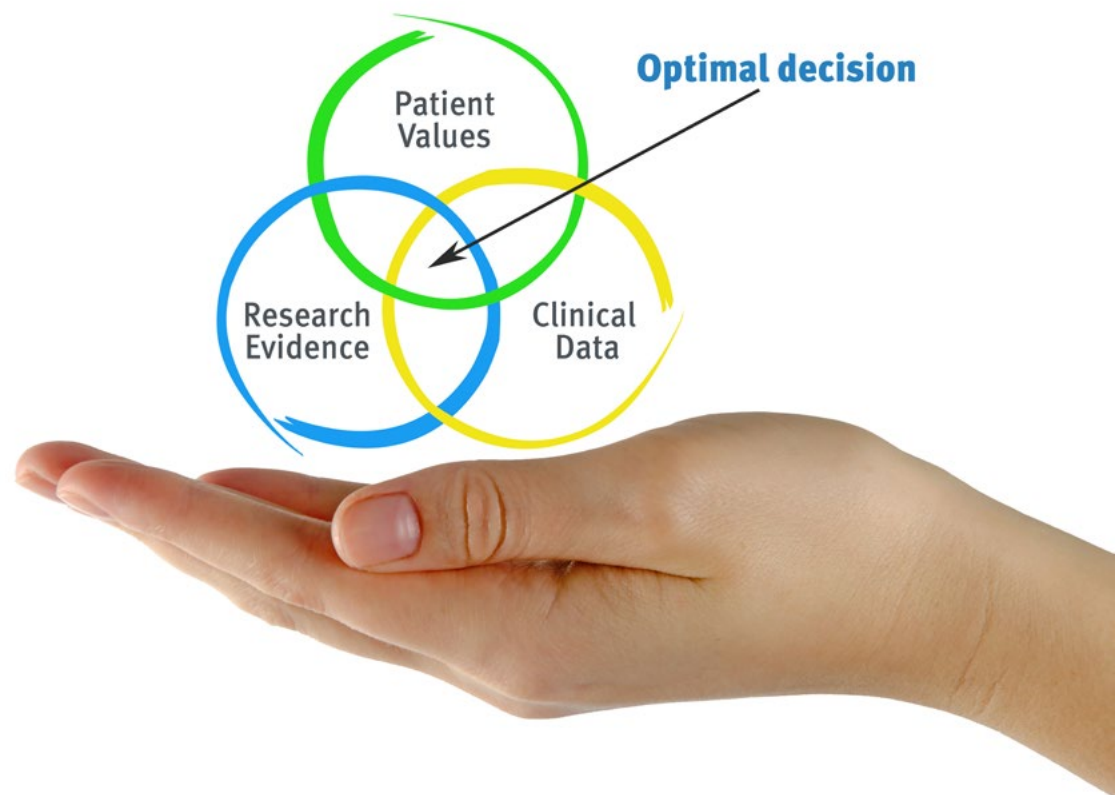 Optimal decision
Patient
Values
Research
Evidence
Clinical
Data